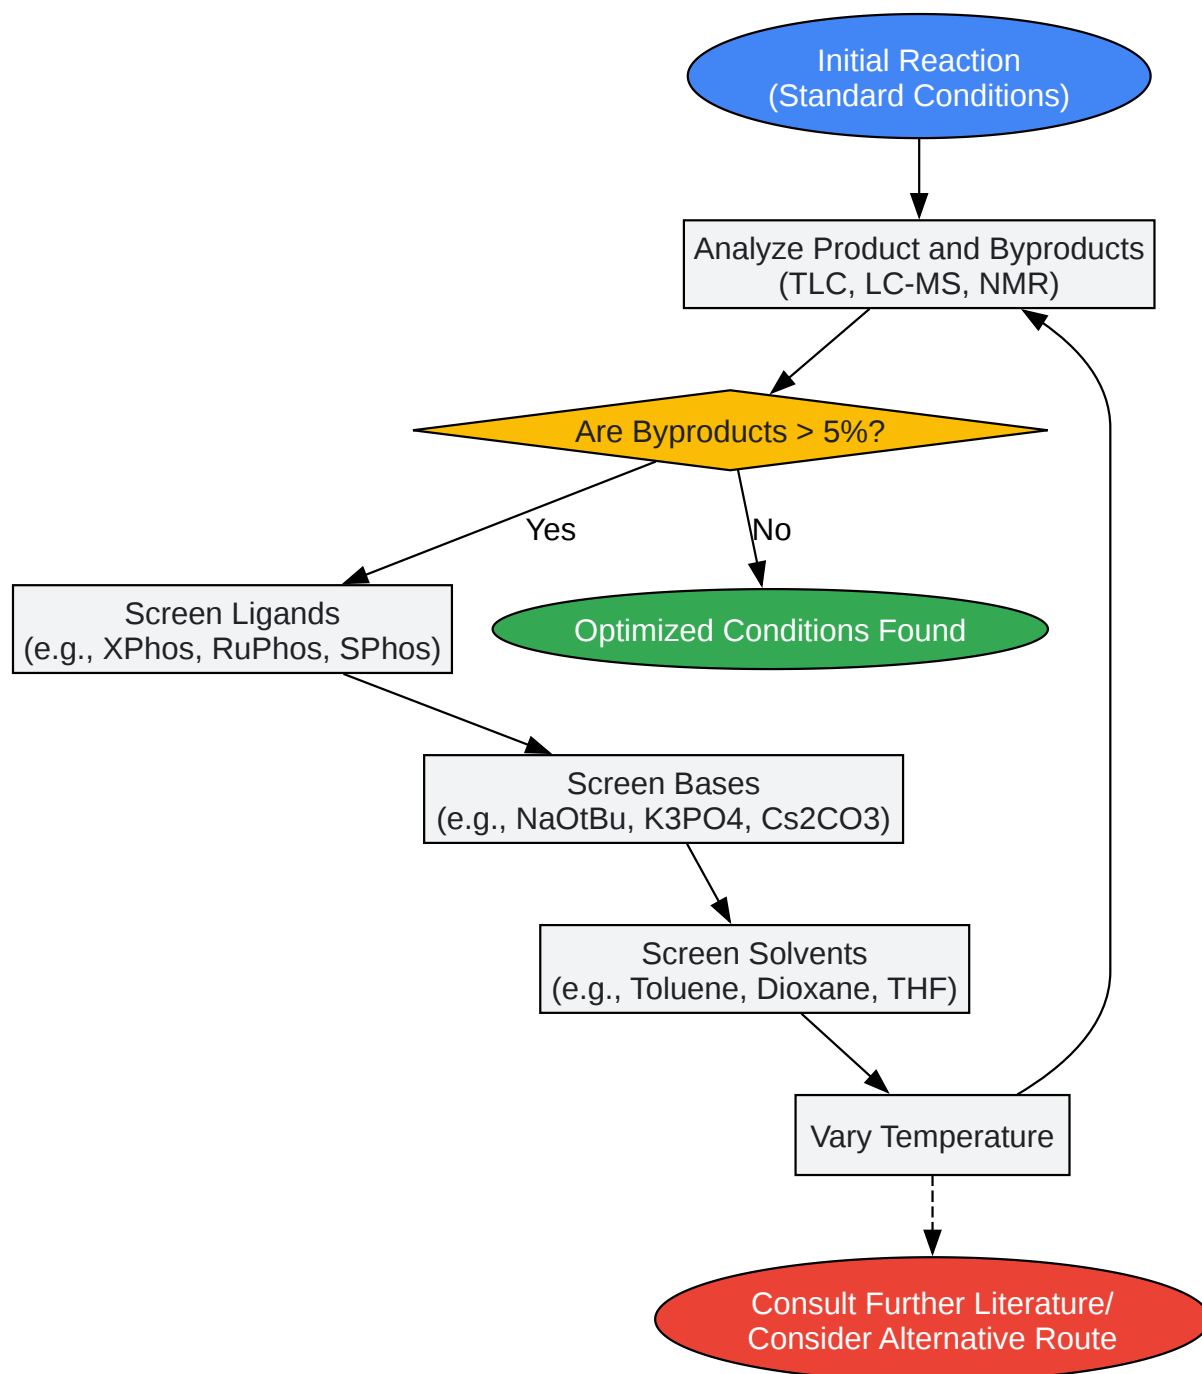 Initial Reaction
(Standard Conditions)
Analyze Product and Byproducts
(TLC, LC-MS, NMR)
Are Byproducts > 5%?
Yes
No
Screen Ligands
(e.g., XPhos, RuPhos, SPhos)
Optimized Conditions Found
Screen Bases
(e.g., NaOtBu, K3PO4, Cs2CO3)
Screen Solvents
(e.g., Toluene, Dioxane, THF)
Vary Temperature
Consult Further Literature/
Consider Alternative Route